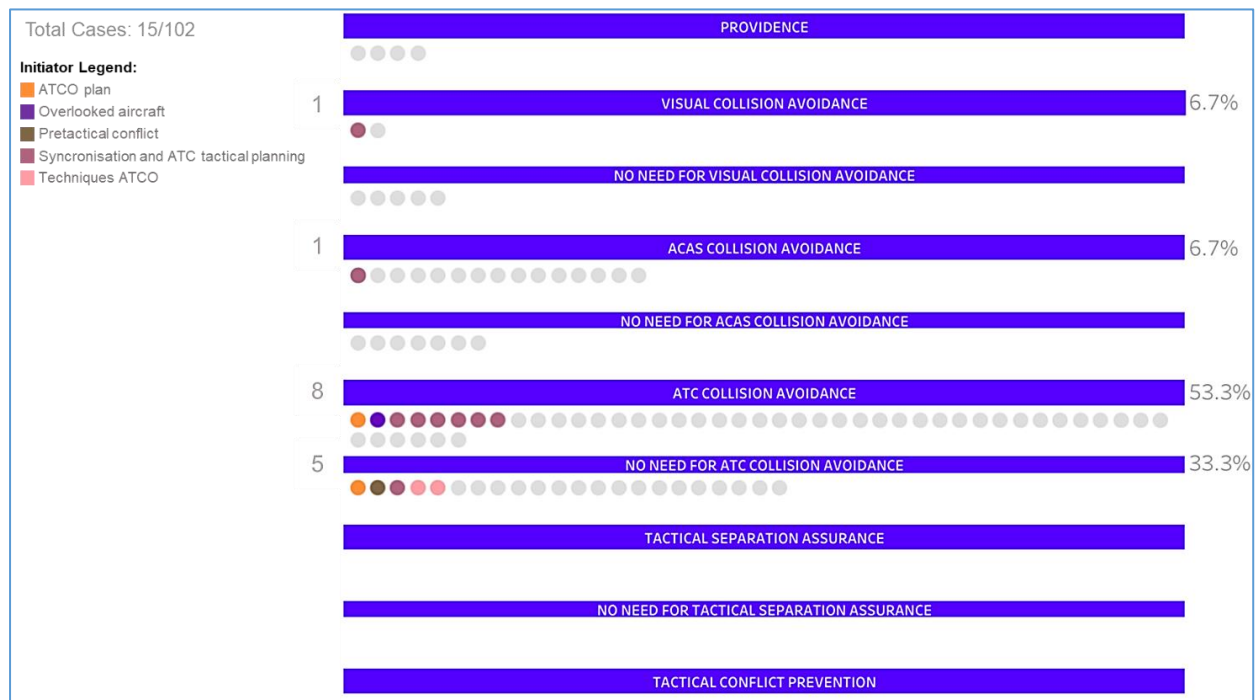 Total Cases: 15/102
Initiator Legend:
ATCO plan
Overlooked aircraft
Pretactical conflict
Syncronisation and ATC tactical planning
Techniques ATCO
PROVIDENCE
1 VISUAL COLLISION AVOIDANCE 6.7%
NO NEED FOR VISUAL COLLISION AVOIDANCE
1 ACAS COLLISION AVOIDANCE 6.7%
NO NEED FOR ACAS COLLISION AVOIDANCE
8 ATC COLLISION AVOIDANCE 53.3%
5 NO NEED FOR ATC COLLISION AVOIDANCE 33.3%
TACTICAL SEPARATION ASSURANCE
NO NEED FOR TACTICAL SEPARATION ASSURANCE
TACTICAL CONFLICT PREVENTION